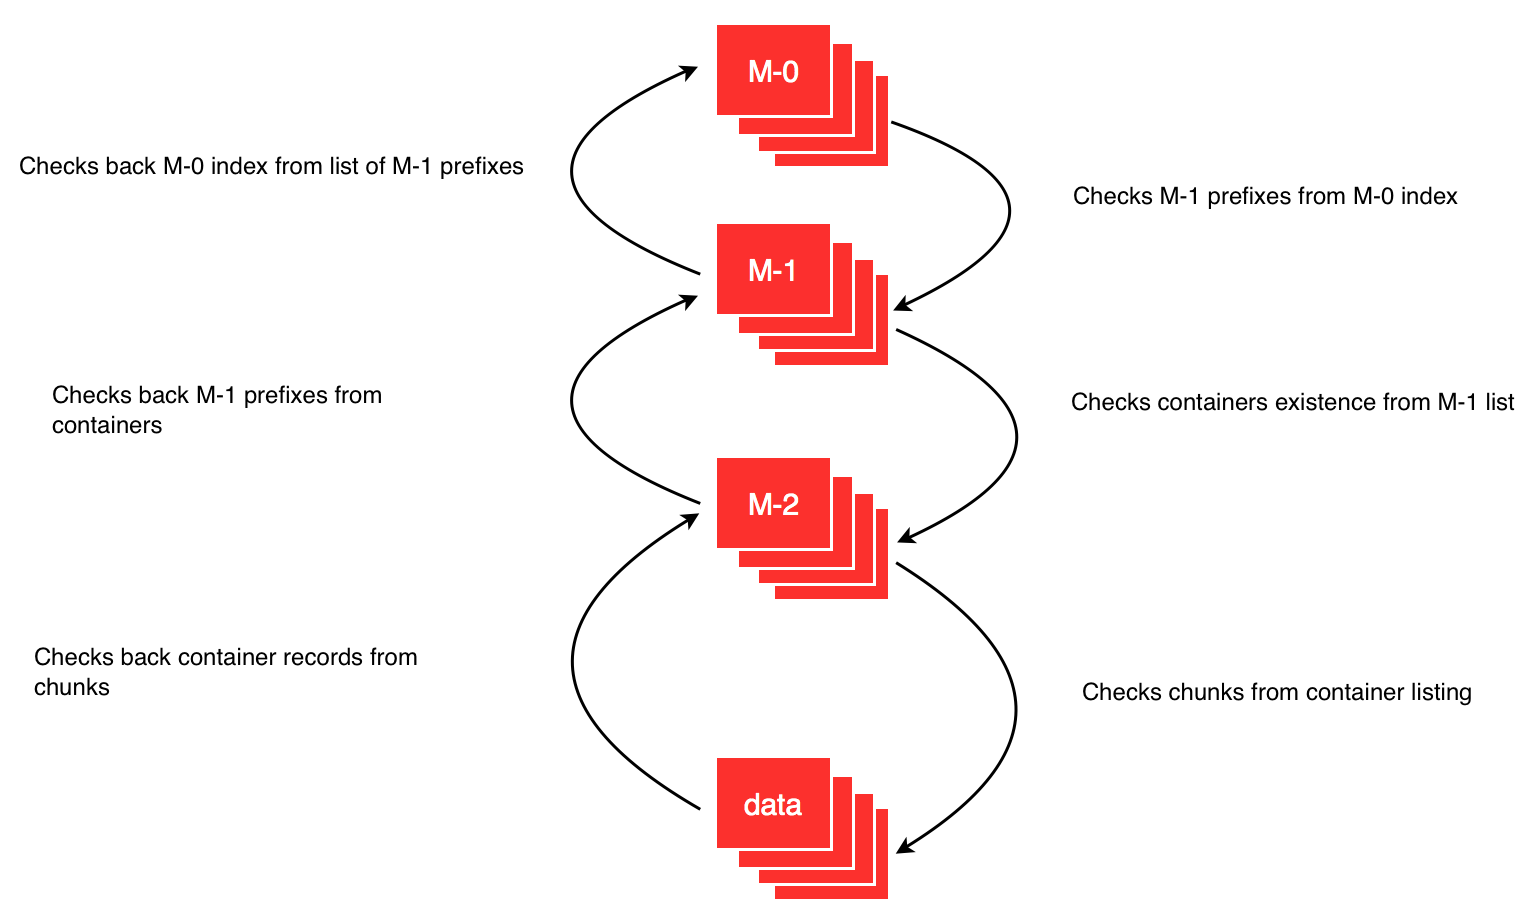 M-0
Checks back M-0 index from list of M-1 prefixes
Checks M-1 prefixes from M-0 index
M-1
Checks back M-1 prefixes from
containers
Checks containers existence from M-1 list
M-2
Checks back container records from
chunks
Checks chunks from container listing
data